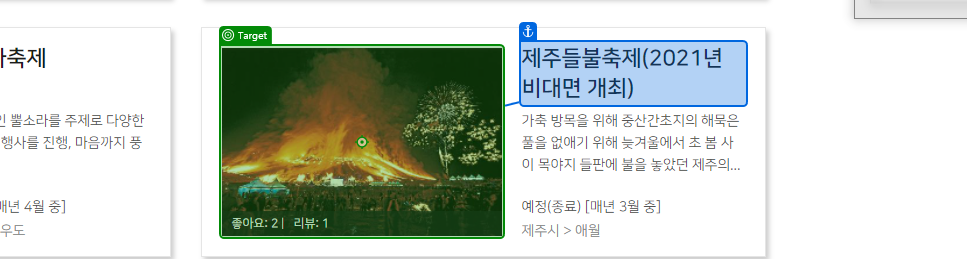 축제
인 뿔소라를 주제로 다양한
행사를 진행, 마음까지 풍
매년 4월 중]
우도
Target
좋아요: 2 | 리뷰: 1
제주들불축제(2021년
비대면 개최)
가축 방목을 위해 중산간초지의 해묵은
풀을 없애기 위해 늦겨울에서 초 봄 사
이 목야지 들판에 불을 놓았던 제주의...
예정(종료) [매년 3월 중]
제주시 > 애월